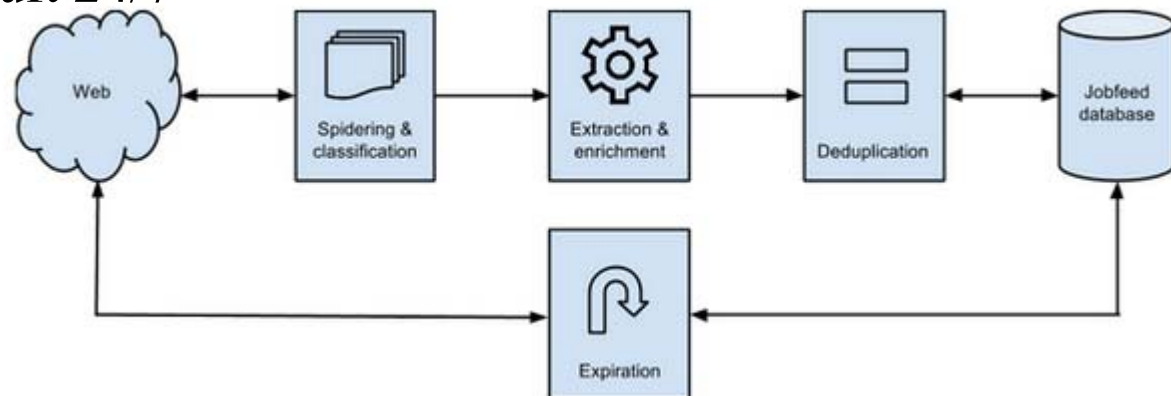 Web
Spidering &
classification
Extraction &
enrichment
Deduplication
Jobfeed
database
Expiration